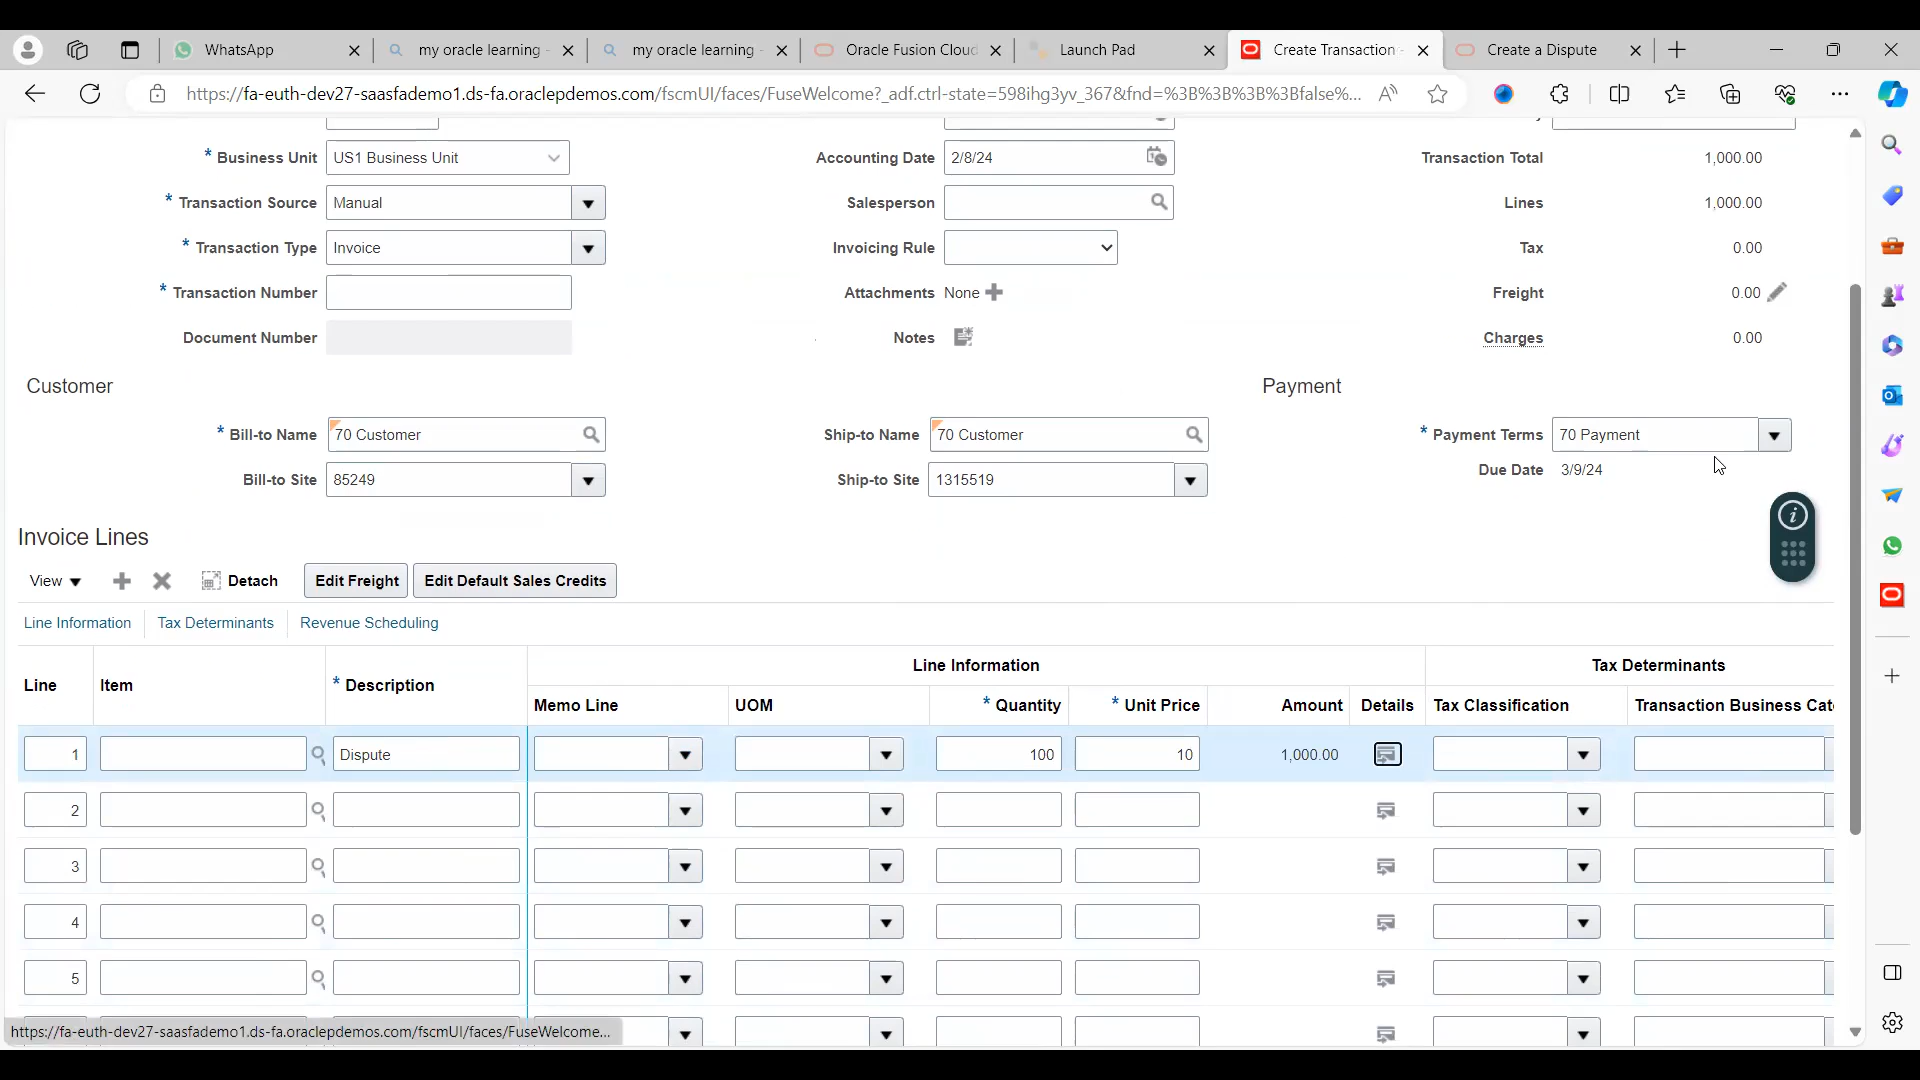 WhatsApp
my oracle learning -
my oracle learning -
Oracle Fusion Cloud
Launch Pad
Create Transaction -
Create a Dispute
https://fa-euth-dev27-saasfademo1.ds-fa.oraclepdemos.com/fscmUI/faces/FuseWelcome?_adf.ctrl-state=598ihg3yv_367&fnd=%3B%3B%3B%3Bfalse%...
* Business Unit US1 Business Unit Accounting Date 2/8/24 Transaction Total 1,000.00
* Transaction Source Manual Salesperson Lines 1,000.00
* Transaction Type Invoice Invoicing Rule Tax 0.00
* Transaction Number Attachments None Freight 0.00
Document Number Notes Charges 0.00
Customer Payment
* Bill-to Name 70 Customer Ship-to Name 70 Customer * Payment Terms 70 Payment
Bill-to Site 85249 Ship-to Site 1315519 Due Date 3/9/24
Invoice Lines
View Detach Edit Freight Edit Default Sales Credits
Line Information Tax Determinants Revenue Scheduling
Line Information Tax Determinants
Line Item * Description
Memo Line UOM * Quantity * Unit Price Amount Details Tax Classification Transaction Business Cat
1 Dispute 100 10 1,000.00
2
3
4
5
https://fa-euth-dev27-saasfademo1.ds-fa.oraclepdemos.com/fscmUI/faces/FuseWelcome...